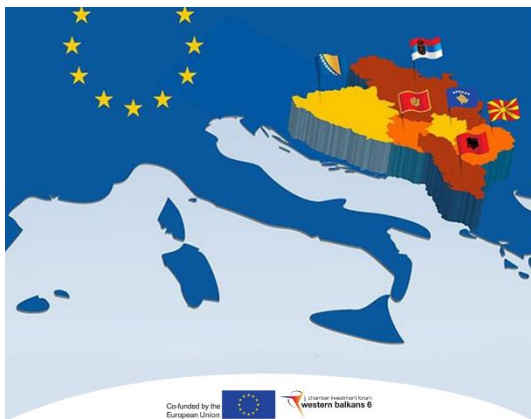 Co-funded by the
European Union
chamber investment forum
western balkans 6